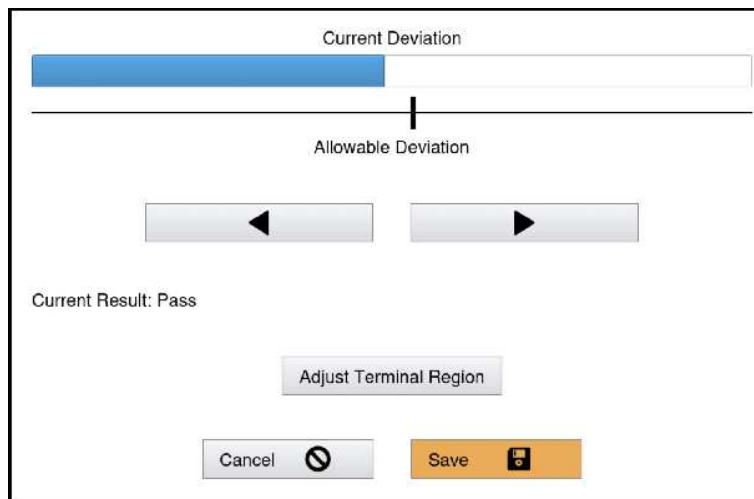 Current Deviation
Allowable Deviation
Current Result: Pass
Adjust Terminal Region
Cancel
Save